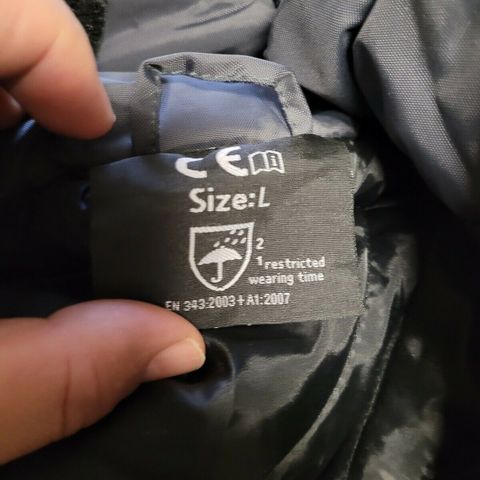 CE
Size:L
2
1 restricted
wearing time
EN 343:2003+A1:2007